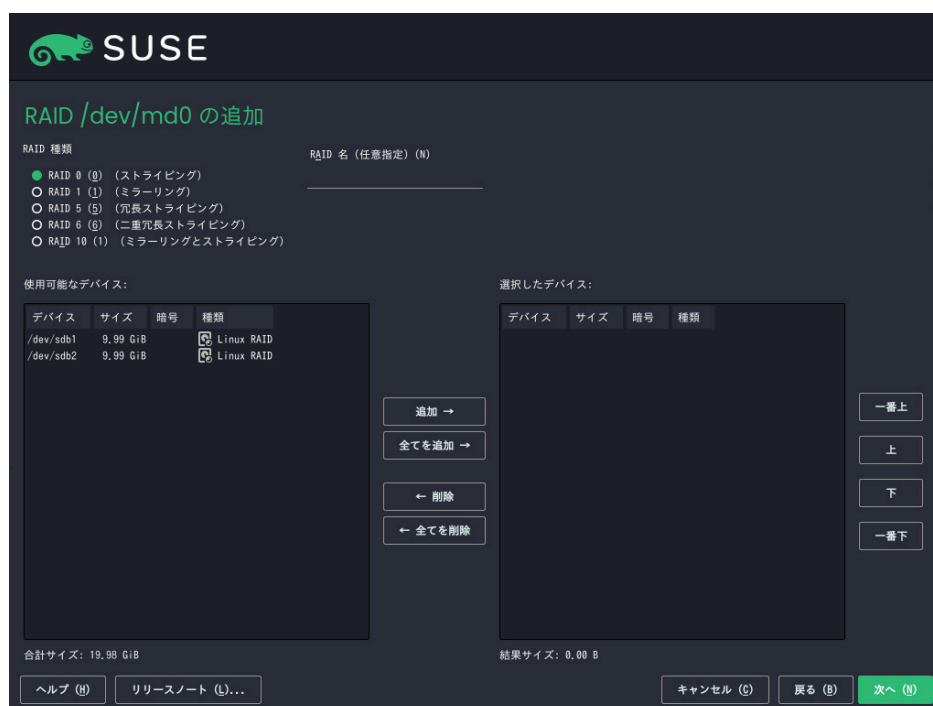 SUSE
RAID /dev/md0 の追加
RAID 種類
RAID 名 (任意指定) (N)
RAID 0 (0) (ストライピング)
RAID 1 (1) (ミラーリング)
RAID 5 (5) (冗長ストライピング)
RAID 6 (6) (二重冗長ストライピング)
RAID 10 (1) (ミラーリングとストライピング)
使用可能なデバイス:
デバイス サイズ 暗号 種類
/dev/sdb1 9.99 GiB Linux RAID
/dev/sdb2 9.99 GiB Linux RAID
合計サイズ: 19.98 GiB
追加 →
全てを追加 →
← 削除
← 全てを削除
選択したデバイス:
デバイス サイズ 暗号 種類
結果サイズ: 0.00 B
一番上
上
下
一番下
ヘルプ (H)
リリースノート (L)...
キャンセル (C)
戻る (B)
次へ (N)